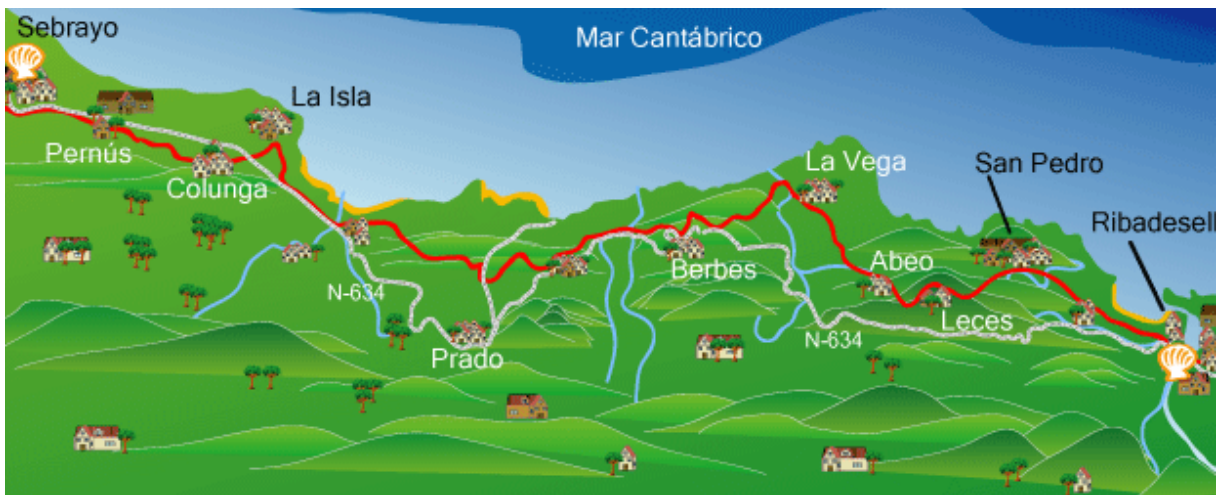 Sebrayo
Mar Cantábrico
La Isla
Pernús
Colunga
La Vega
San Pedro
Ribadesell
Berbes
Abeo
N-634
Leces
Prado
N-634